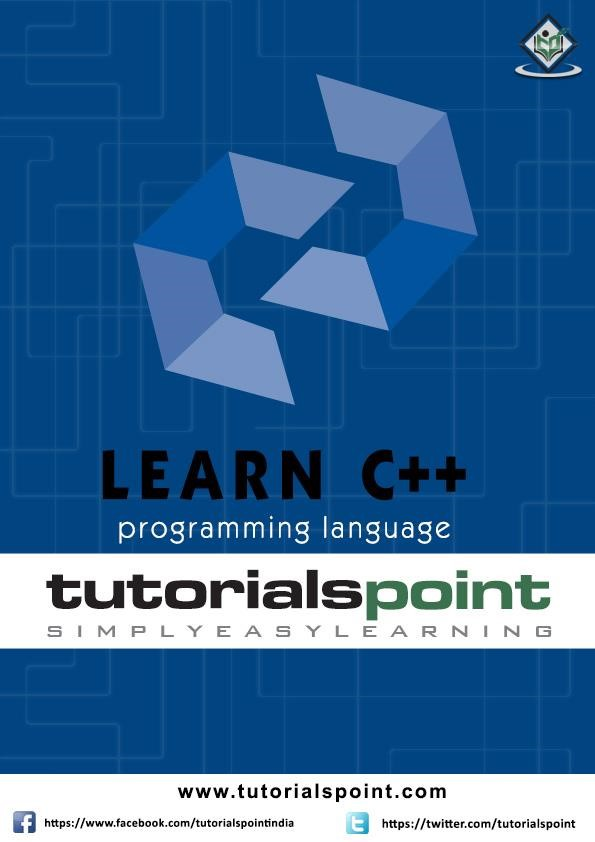 LEARN C++
programming language
tutorialspoint
SIMPLYEASYLEARNING
www.tutorialspoint.com
https://www.facebook.com/tutorialspointindia
https://twitter.com/tutorialspoint